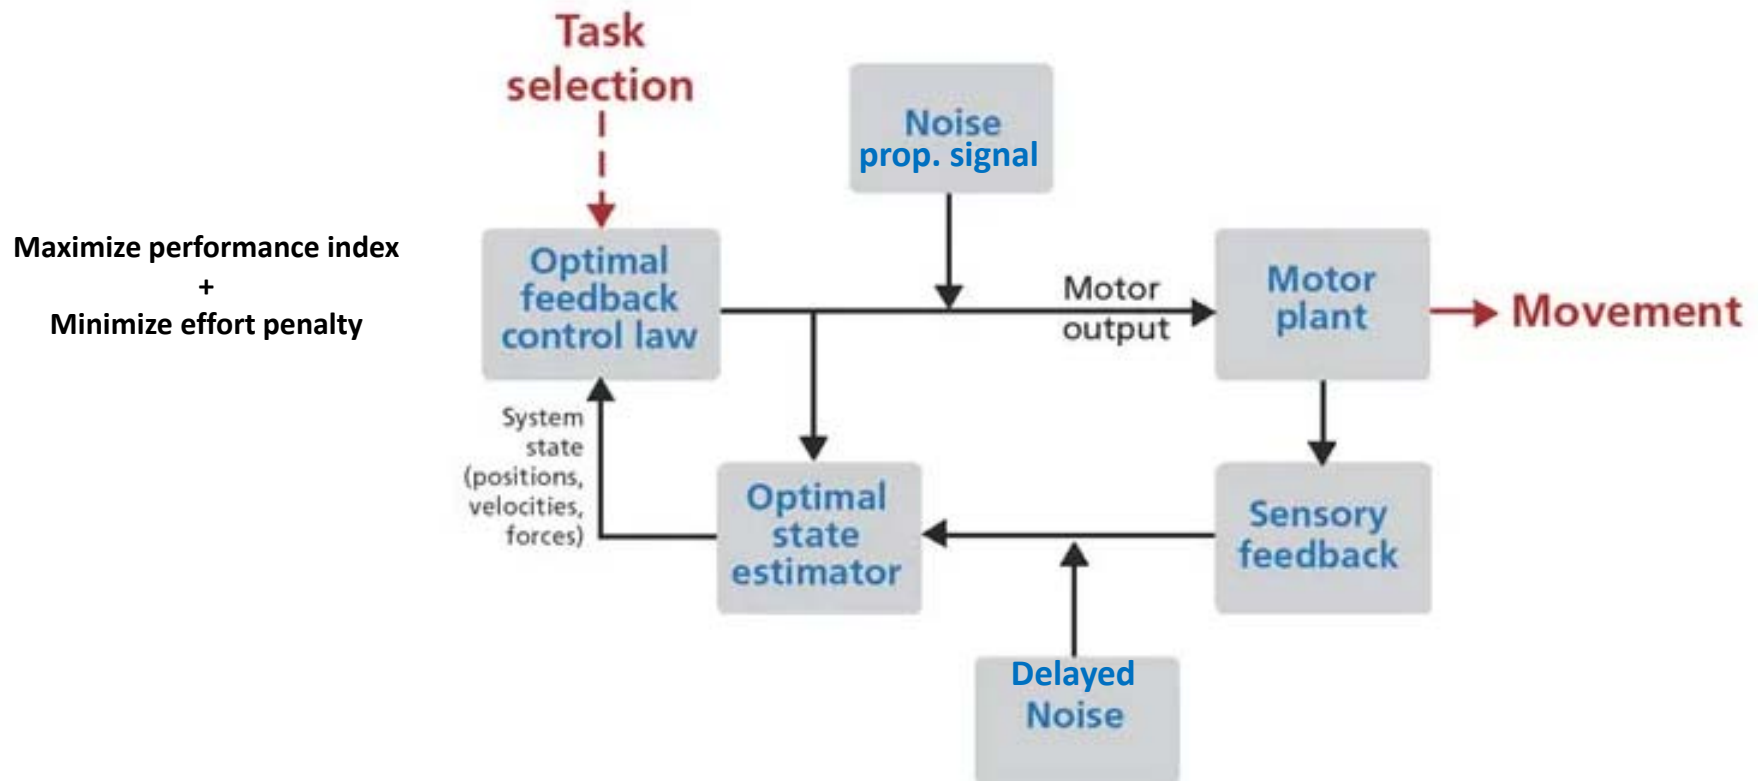 Task
selection
Noise
prop. signal
Maximize performance index
+
Minimize effort penalty
Optimal
feedback
control law
Motor
output
Motor
plant
Movement
System
state
(positions,
velocities,
forces)
Optimal
state
estimator
Sensory
feedback
Delayed
Noise